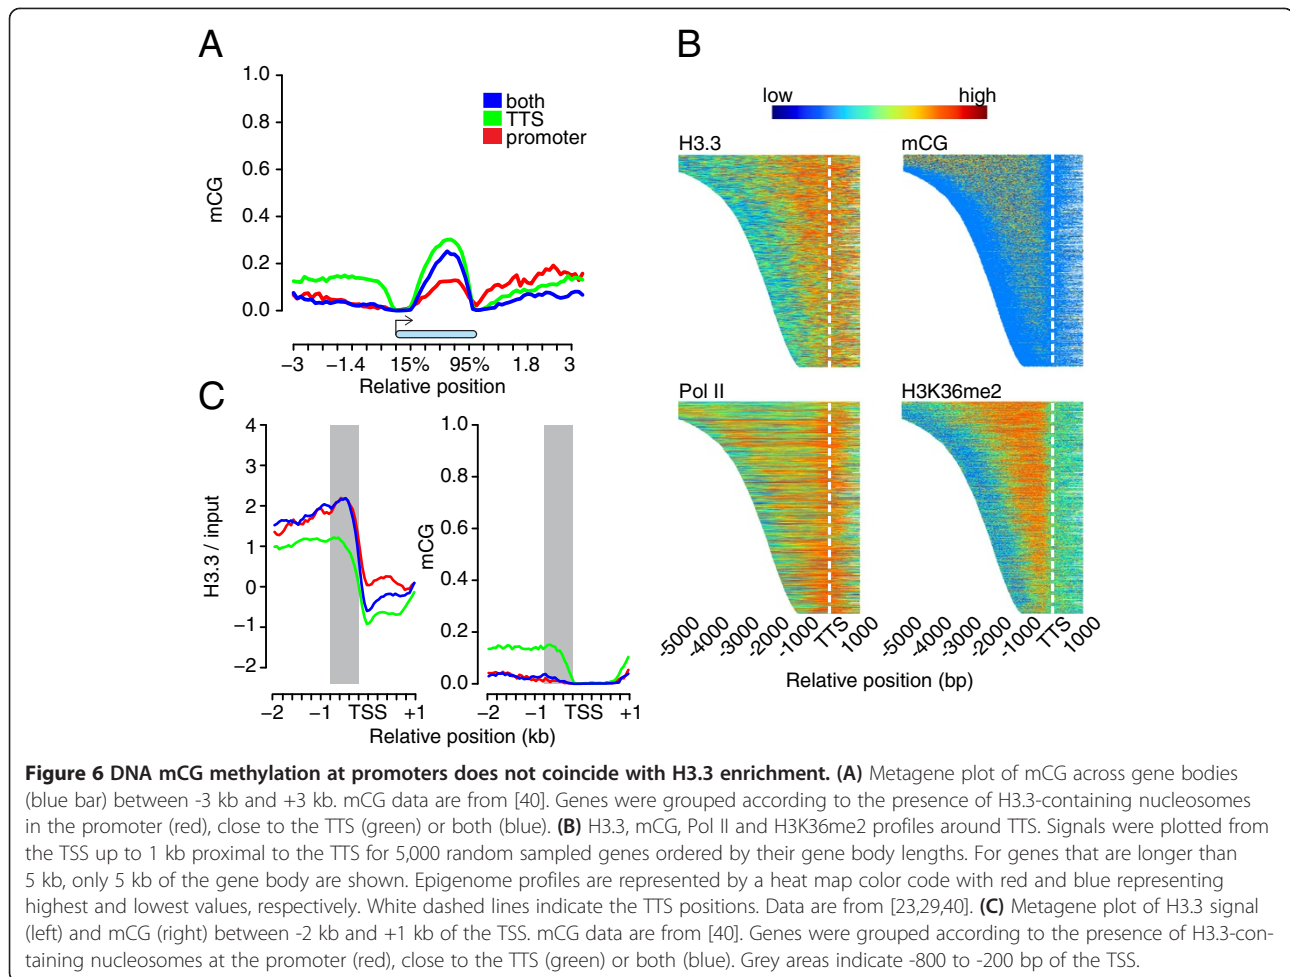 A
1.0
0.8
0.6
0.4
0.2
0.0
mCG
both
TTS
promoter
−3 −1.4 15% 95% 1.8 3
Relative position
B
low high
H3.3 mCG
Pol II H3K36me2
-5000 -4000 -3000 -2000 -1000 TTS 1000
-5000 -4000 -3000 -2000 -1000 TTS 1000
Relative position (bp)
C
4
3
2
1
0
−1
−2
H3.3 / input
−2 −1 TSS +1
1.0
0.8
0.6
0.4
0.2
0.0
mCG
−2 −1 TSS +1
Relative position (kb)
Figure 6 DNA mCG methylation at promoters does not coincide with H3.3 enrichment. (A) Metagene plot of mCG across gene bodies
(blue bar) between -3 kb and +3 kb. mCG data are from [40]. Genes were grouped according to the presence of H3.3-containing nucleosomes
in the promoter (red), close to the TTS (green) or both (blue). (B) H3.3, mCG, Pol II and H3K36me2 profiles around TTS. Signals were plotted from
the TSS up to 1 kb proximal to the TTS for 5,000 random sampled genes ordered by their gene body lengths. For genes that are longer than
5 kb, only 5 kb of the gene body are shown. Epigenome profiles are represented by a heat map color code with red and blue representing
highest and lowest values, respectively. White dashed lines indicate the TTS positions. Data are from [23,29,40]. (C) Metagene plot of H3.3 signal
(left) and mCG (right) between -2 kb and +1 kb of the TSS. mCG data are from [40]. Genes were grouped according to the presence of H3.3-con-
taining nucleosomes at the promoter (red), close to the TTS (green) or both (blue). Grey areas indicate -800 to -200 bp of the TSS.